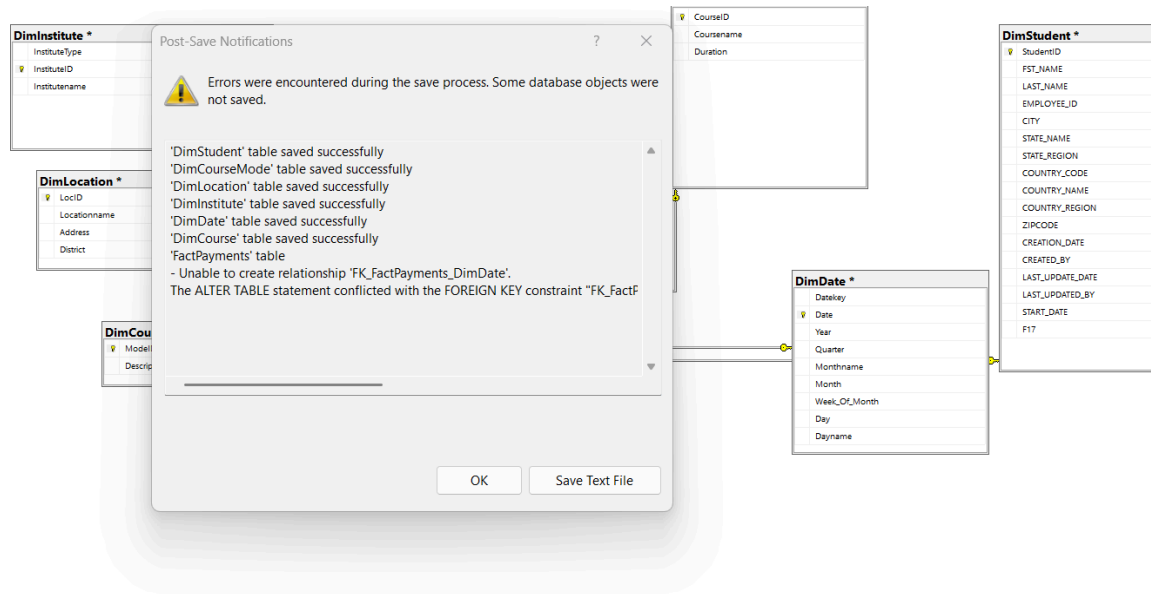 DimInstitute *
InstituteType
InstituteID
Institutename
DimLocation *
LocID
Locationname
Address
District
Post-Save Notifications
?
Errors were encountered during the save process. Some database objects were
not saved.
'DimStudent' table saved successfully
'DimCourseMode' table saved successfully
'DimLocation' table saved successfully
'DimInstitute' table saved successfully
'DimDate' table saved successfully
'DimCourse' table saved successfully
'FactPayments' table
- Unable to create relationship 'FK_FactPayments_DimDate'.
The ALTER TABLE statement conflicted with the FOREIGN KEY constraint "FK_FactP
OK
Save Text File
CourseID
Coursename
Duration
DimDate *
Datekey
Date
Year
Quarter
Monthname
Month
Week_Of_Month
Day
Dayname
DimStudent *
StudentID
FST_NAME
LAST_NAME
EMPLOYEE_ID
CITY
STATE_NAME
STATE_REGION
COUNTRY_CODE
COUNTRY_NAME
COUNTRY_REGION
ZIPCODE
CREATION_DATE
CREATED_BY
LAST_UPDATE_DATE
LAST_UPDATED_BY
START_DATE
F17